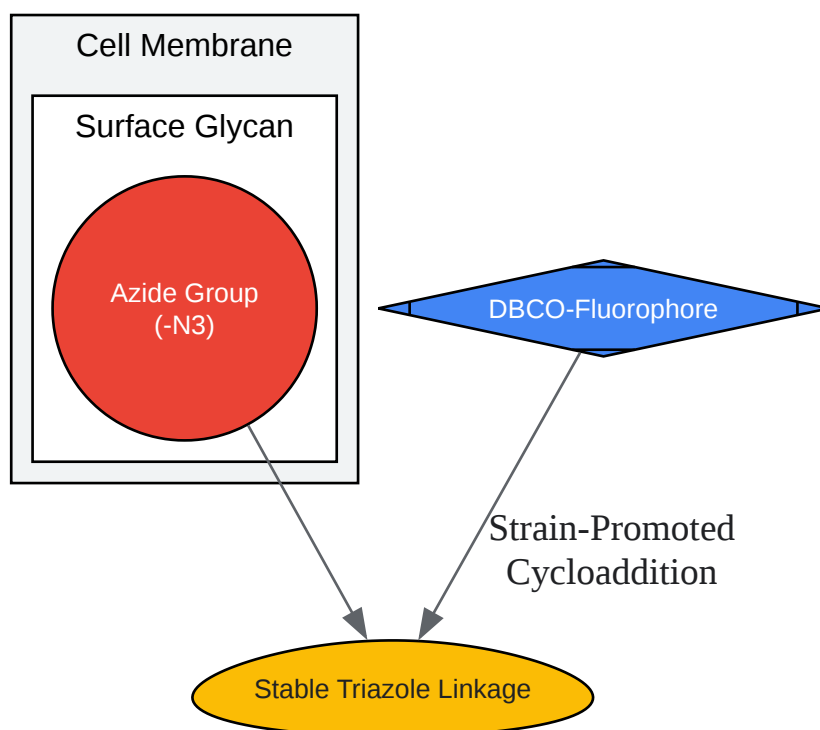 Cell Membrane
Surface Glycan
Azide Group
(-N3)
DBCO-Fluorophore
Strain-Promoted
Cycloaddition
Stable Triazole Linkage